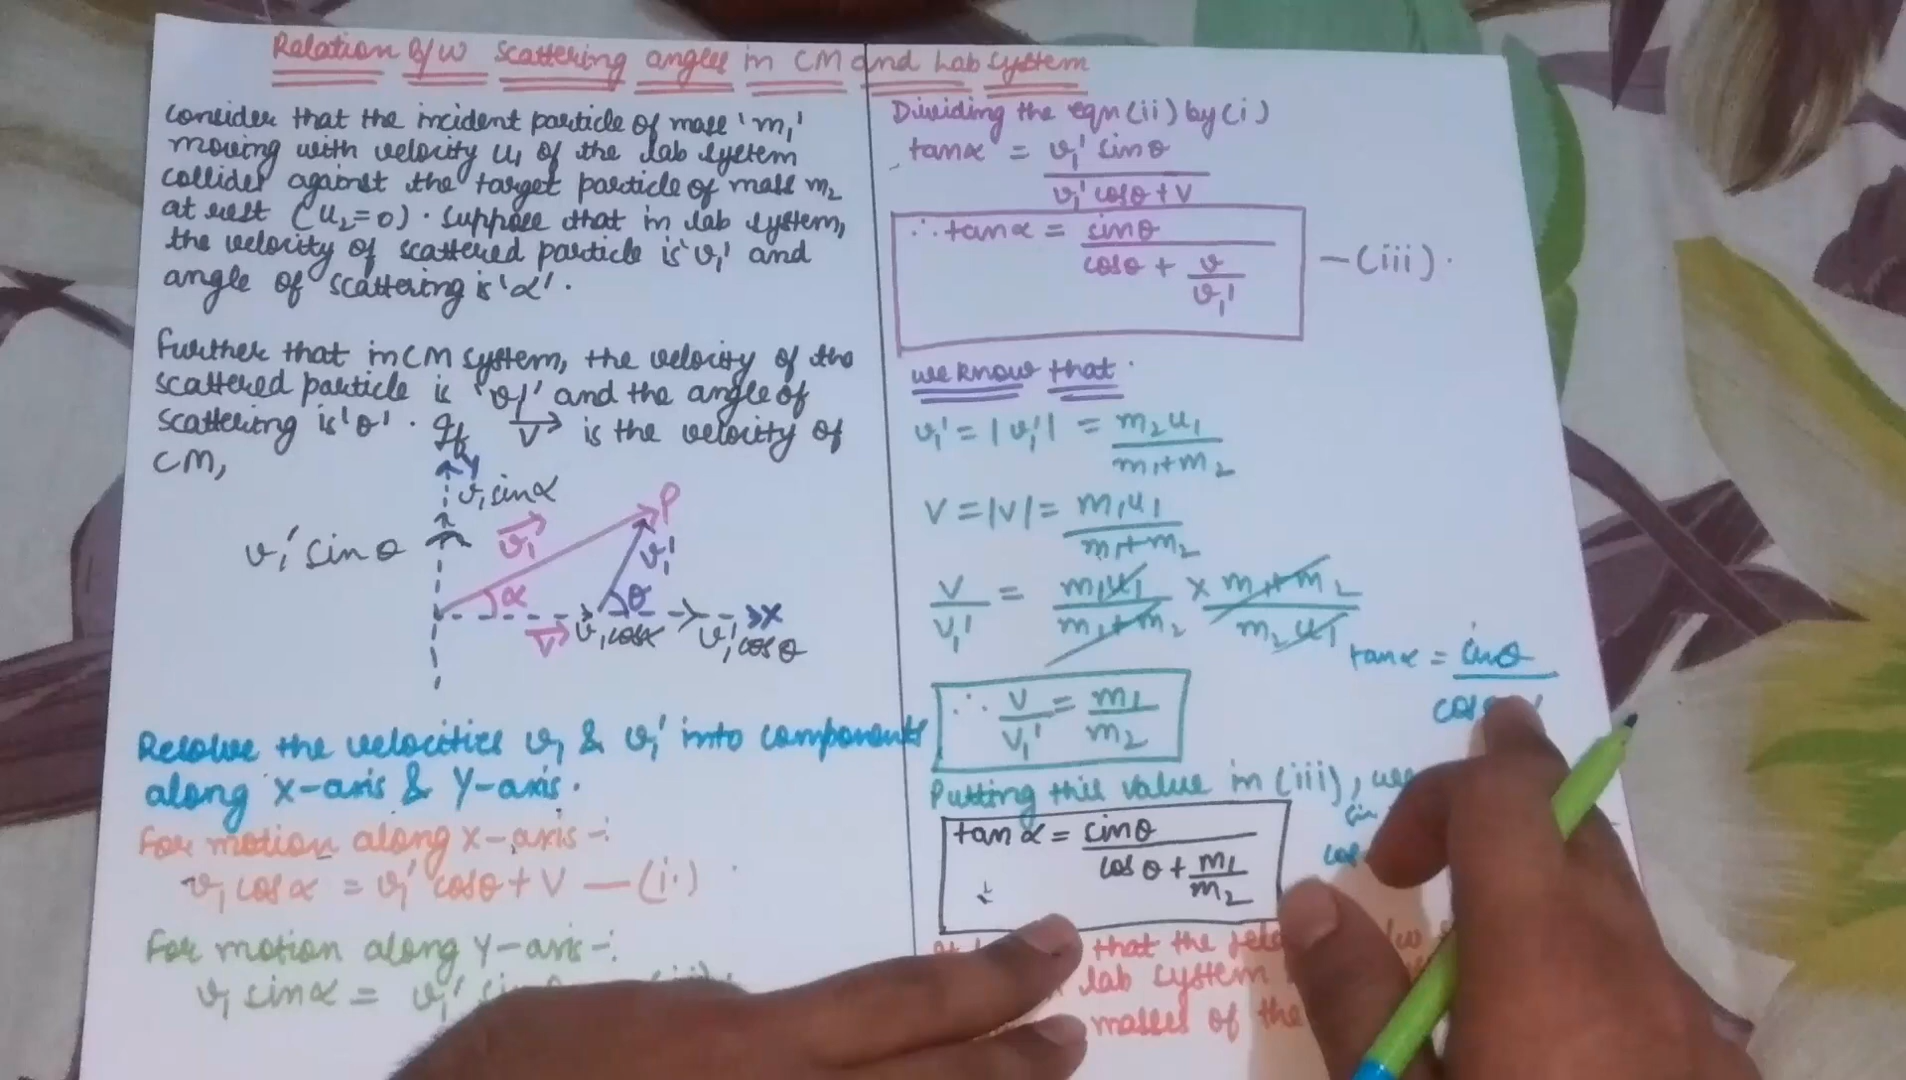 Relation B/w scattering angles in CM and Lab system
Consider that the incident particle of mass 'm₁'
moving with velocity u₁ of the lab system
collides against the target particle of mass m₂
at rest (u₂=0). Suppose that in lab system,
the velocity of scattered particle is 'v₁' and
angle of scattering is 'α'.
Further that in CM system, the velocity of the
scattered particle is 'v₁'' and the angle of
scattering is 'θ'. If V→ is the velocity of
CM,
Y
v₁ sinα
v₁' sinθ
v₁→
P
v₁'
α
θ
V→
v₁cosα
v₁'cosθ
X
Resolve the velocities v₁ & v₁' into components
along X-axis & Y-axis.
For motion along X-axis-:
v₁ cosα = v₁' cosθ + V — (i)
For motion along Y-axis-:
v₁ sinα = v₁'
Dividing the eqn (ii) by (i)
tanα = v₁' sinθ / v₁' cosθ + V
∴ tanα = sinθ / cosθ + v/v₁' — (iii).
we know that
v₁' = |v₁'| = m₂u₁ / m₁+m₂
V = |V| = m₁u₁ / m₁+m₂
V/v₁' = m₁u₁ / m₁+m₂ × m₁+m₂ / m₂u₁
∴ V/v₁' = m₁/m₂
tanα = sinθ
cos
Putting this value in (iii), we
sin
cos
tanα = sinθ / cosθ + m₁/m₂
that the
lab system
masses of the